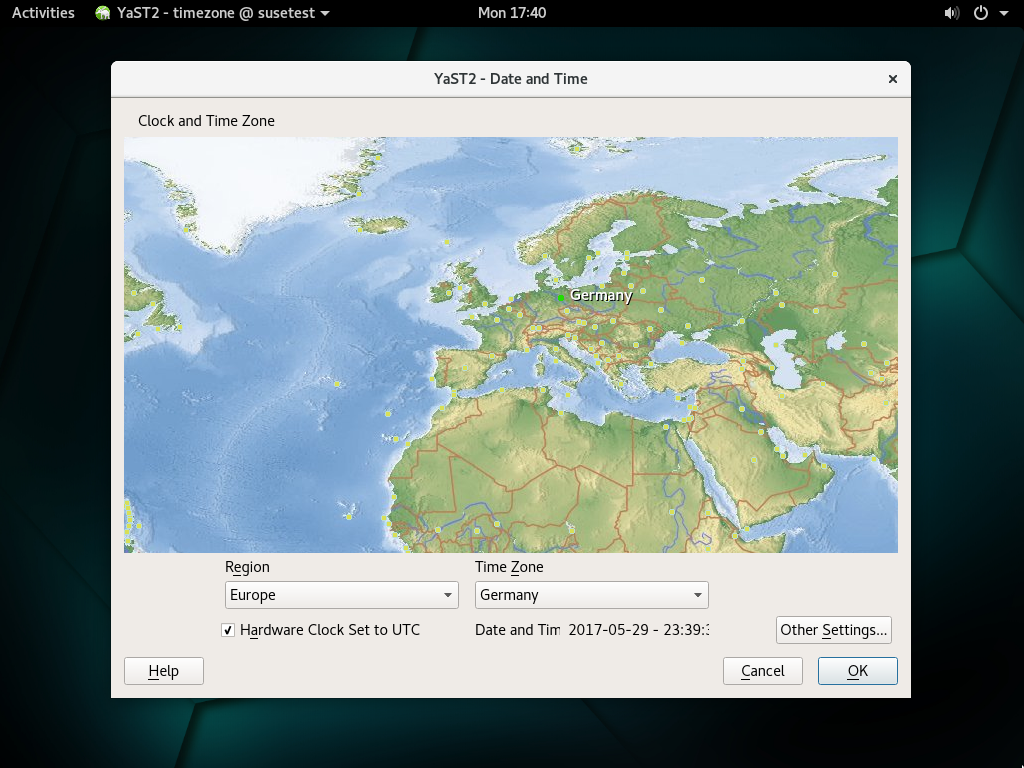 Activities YaST2 - timezone @ susetest Mon 17:40
YaST2 - Date and Time
Clock and Time Zone
Germany
Region Time Zone
Europe Germany
Hardware Clock Set to UTC Date and Tim 2017-05-29 - 23:39:3 Other Settings...
Help Cancel OK